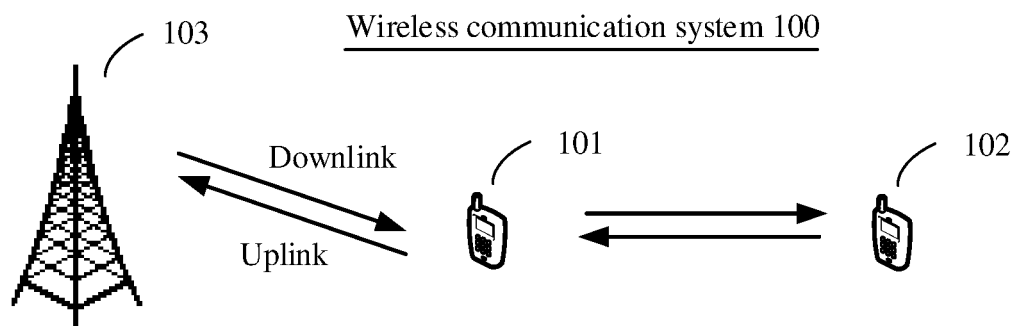 Wireless communication system 100
103
101
102
Downlink
Uplink